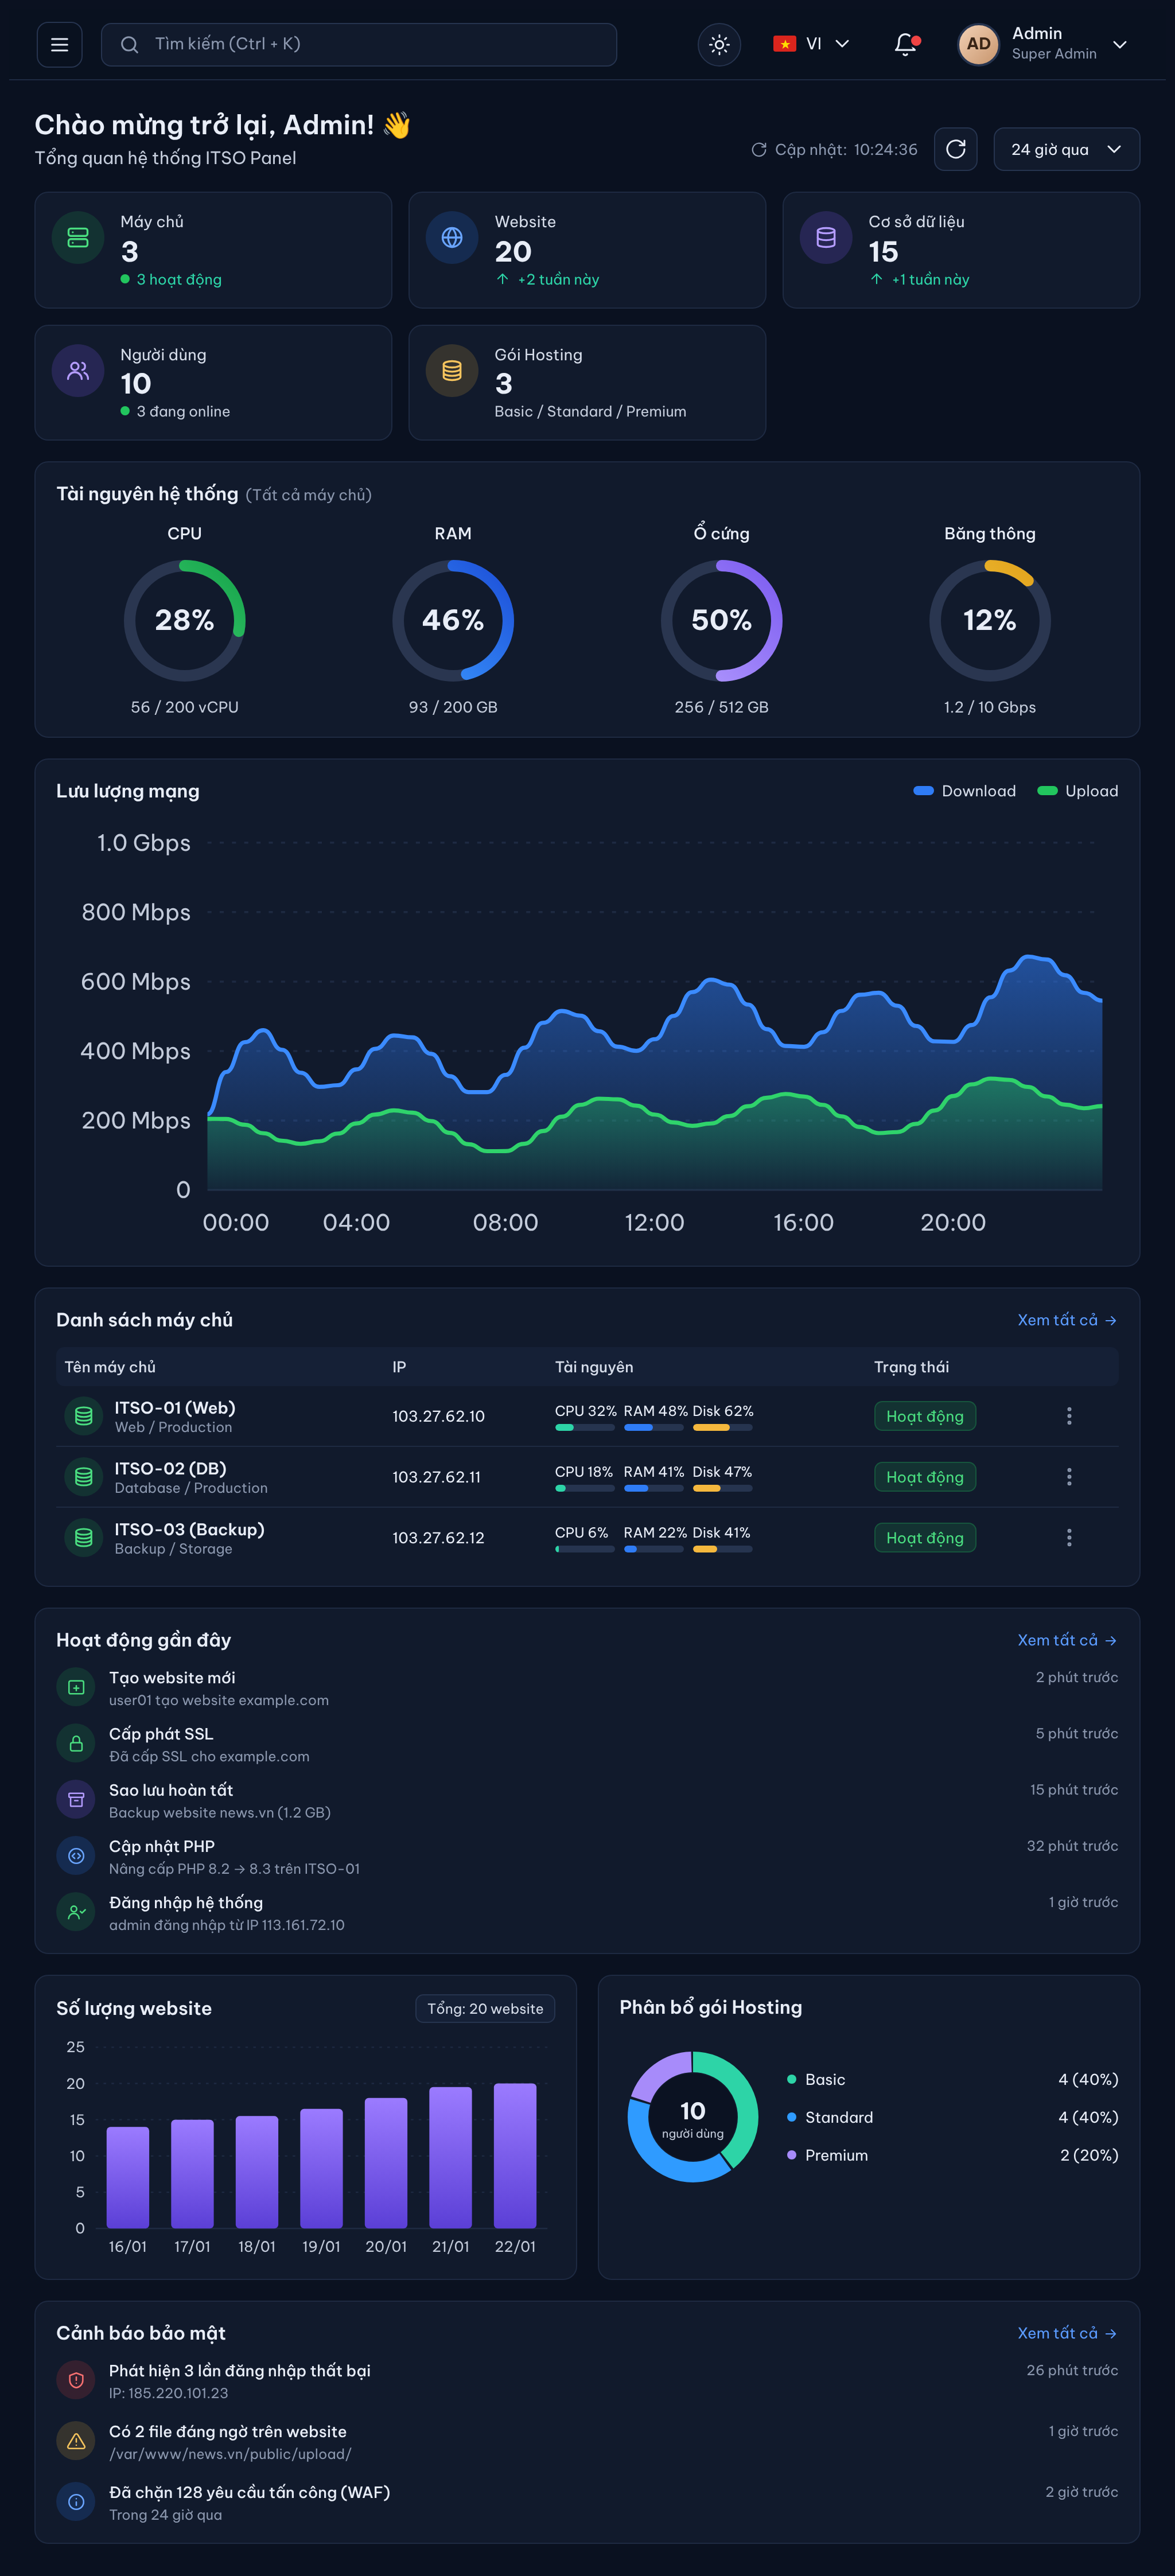 Tìm kiếm (Ctrl + K)
VI
AD
Admin
Super Admin
Chào mừng trở lại, Admin! 👋
Tổng quan hệ thống ITSO Panel
Cập nhật: 10:24:36
24 giờ qua
Máy chủ
3
3 hoạt động
Website
20
↑ +2 tuần này
Cơ sở dữ liệu
15
↑ +1 tuần này
Người dùng
10
3 đang online
Gói Hosting
3
Basic / Standard / Premium
Tài nguyên hệ thống (Tất cả máy chủ)
CPU
28%
56 / 200 vCPU
RAM
46%
93 / 200 GB
Ổ cứng
50%
256 / 512 GB
Băng thông
12%
1.2 / 10 Gbps
Lưu lượng mạng
Download
Upload
1.0 Gbps
800 Mbps
600 Mbps
400 Mbps
200 Mbps
0
00:00 04:00 08:00 12:00 16:00 20:00
Danh sách máy chủ
Xem tất cả →
Tên máy chủ IP Tài nguyên Trạng thái
ITSO-01 (Web)
Web / Production
103.27.62.10
CPU 32% RAM 48% Disk 62%
Hoạt động
ITSO-02 (DB)
Database / Production
103.27.62.11
CPU 18% RAM 41% Disk 47%
Hoạt động
ITSO-03 (Backup)
Backup / Storage
103.27.62.12
CPU 6% RAM 22% Disk 41%
Hoạt động
Hoạt động gần đây
Xem tất cả →
Tạo website mới
user01 tạo website example.com
2 phút trước
Cấp phát SSL
Đã cấp SSL cho example.com
5 phút trước
Sao lưu hoàn tất
Backup website news.vn (1.2 GB)
15 phút trước
Cập nhật PHP
Nâng cấp PHP 8.2 → 8.3 trên ITSO-01
32 phút trước
Đăng nhập hệ thống
admin đăng nhập từ IP 113.161.72.10
1 giờ trước
Số lượng website
Tổng: 20 website
25
20
15
10
5
0
16/01 17/01 18/01 19/01 20/01 21/01 22/01
Phân bổ gói Hosting
10
người dùng
Basic 4 (40%)
Standard 4 (40%)
Premium 2 (20%)
Cảnh báo bảo mật
Xem tất cả →
Phát hiện 3 lần đăng nhập thất bại
IP: 185.220.101.23
26 phút trước
Có 2 file đáng ngờ trên website
/var/www/news.vn/public/upload/
1 giờ trước
Đã chặn 128 yêu cầu tấn công (WAF)
Trong 24 giờ qua
2 giờ trước